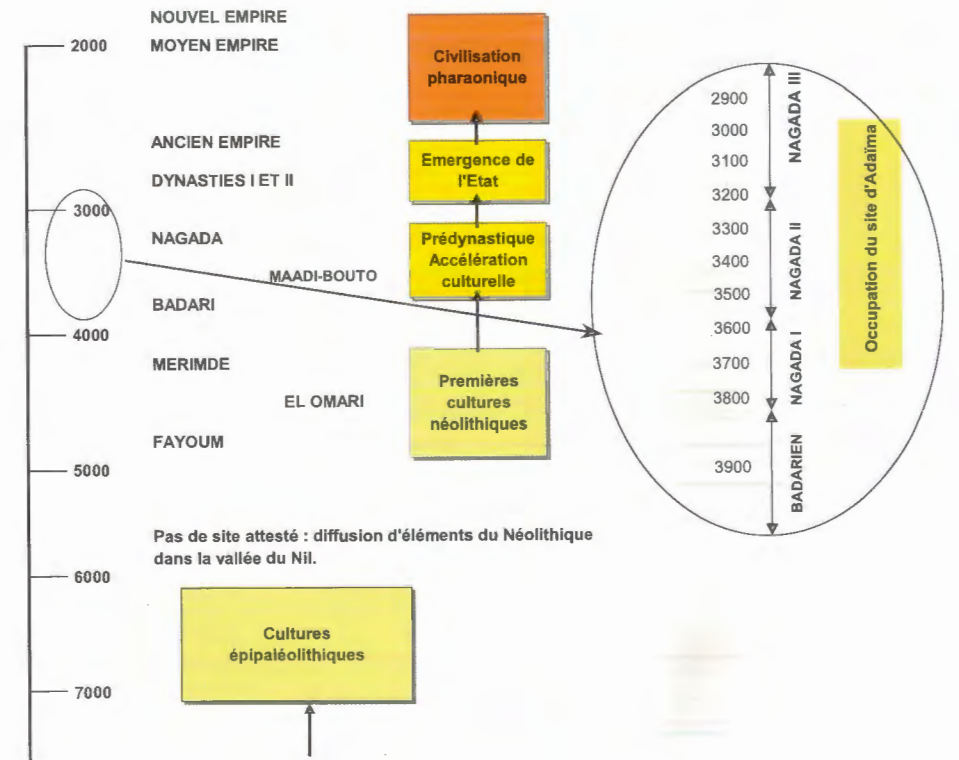 NOUVEL EMPIRE
2000
MOYEN EMPIRE
Civilisation
pharaonique
ANCIEN EMPIRE
Emergence de
l'Etat
DYNASTIES I ET II
3000
NAGADA
Prédynastique
Accélération
culturelle
MAADI-BOUTO
BADARI
4000
MERIMDE
Premières
cultures
néolithiques
EL OMARI
FAYOUM
5000
Pas de site attesté : diffusion d'éléments du Néolithique
dans la vallée du Nil.
6000
Cultures
épipaléolithiques
7000
2900
3000
3100
3200
3300
3400
3500
3600
3700
3800
3900
NAGADA III
NAGADA II
NAGADA I
BADARIEN
Occupation du site d'Adaïma